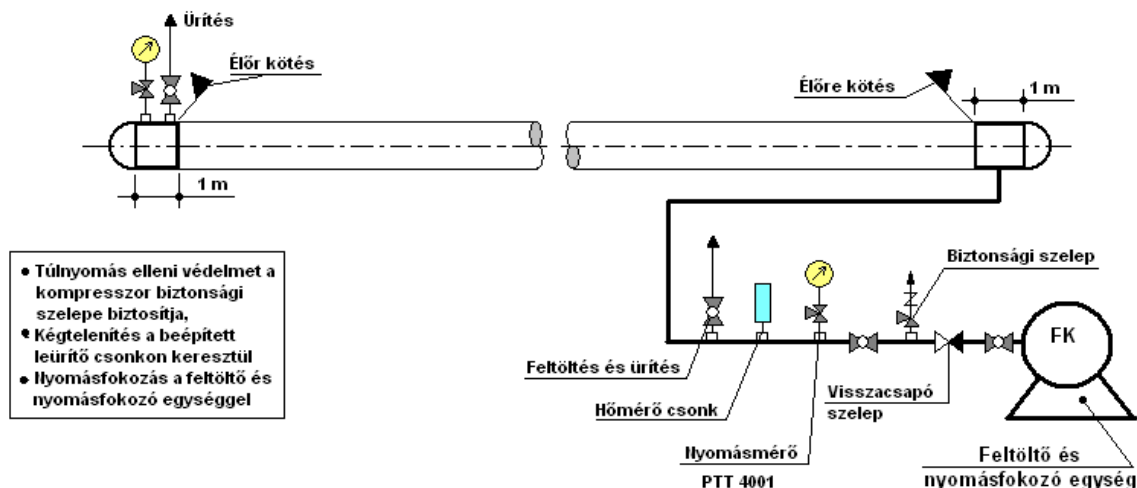 Ürítés
Élőr kötés
Élőre kötés
1 m
1 m
• Túlnyomás elleni védelmet a
kompresszor biztonsági
szelepe biztosítja,
• Kégtelenítés a beépített
leürítő csonkon keresztül
• Nyomásfokozás a feltöltő és
nyomásfokozó egységgel
Biztonsági szelep
FK
Feltöltés és ürítés
Visszacsapó
szelep
Hőmérő csonk
Nyomásmérő
PTT 4001
Feltöltő és
nyomásfokozó egység